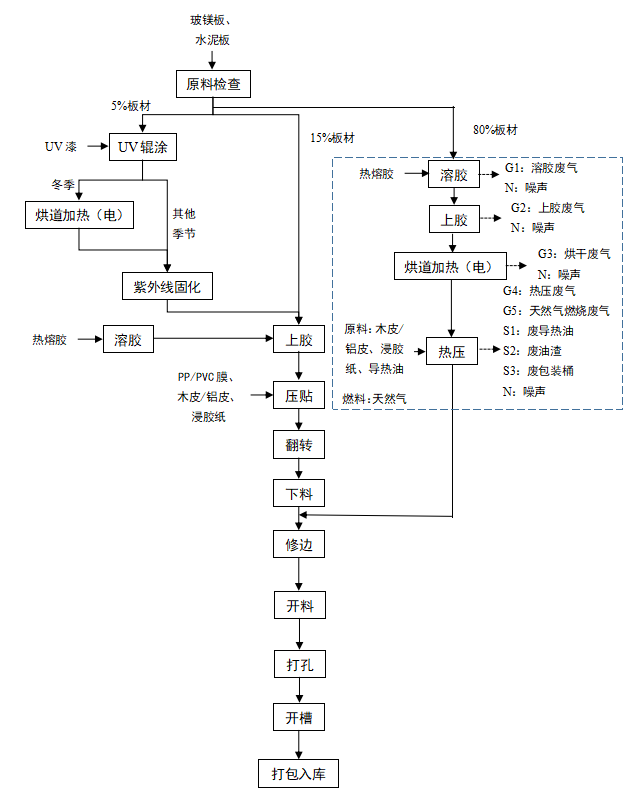 玻镁板、
水泥板
原料检查
5%板材
15%板材
80%板材
UV 漆
UV 辊涂
冬季
烘道加热（电）
其他
季节
紫外线固化
热熔胶
溶胶
上胶
PP/PVC 膜、
木皮/铝皮、
浸胶纸
压贴
翻转
下料
热熔胶
溶胶
G1：溶胶废气
N：噪声
上胶
G2：上胶废气
N：噪声
烘道加热（电）
G3：烘干废气
N：噪声
原料:木皮/
铝皮、浸胶
纸、导热油
燃料:天然气
热压
G4：热压废气
G5：天然气燃烧废气
S1：废导热油
S2：废油渣
S3：废包装桶
N：噪声
修边
开料
打孔
开槽
打包入库